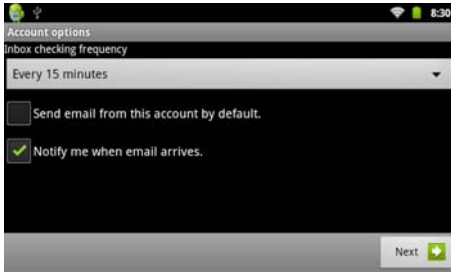 8:30
Account options
Inbox checking frequency
Every 15 minutes
Send email from this account by default.
Notify me when email arrives.
Next